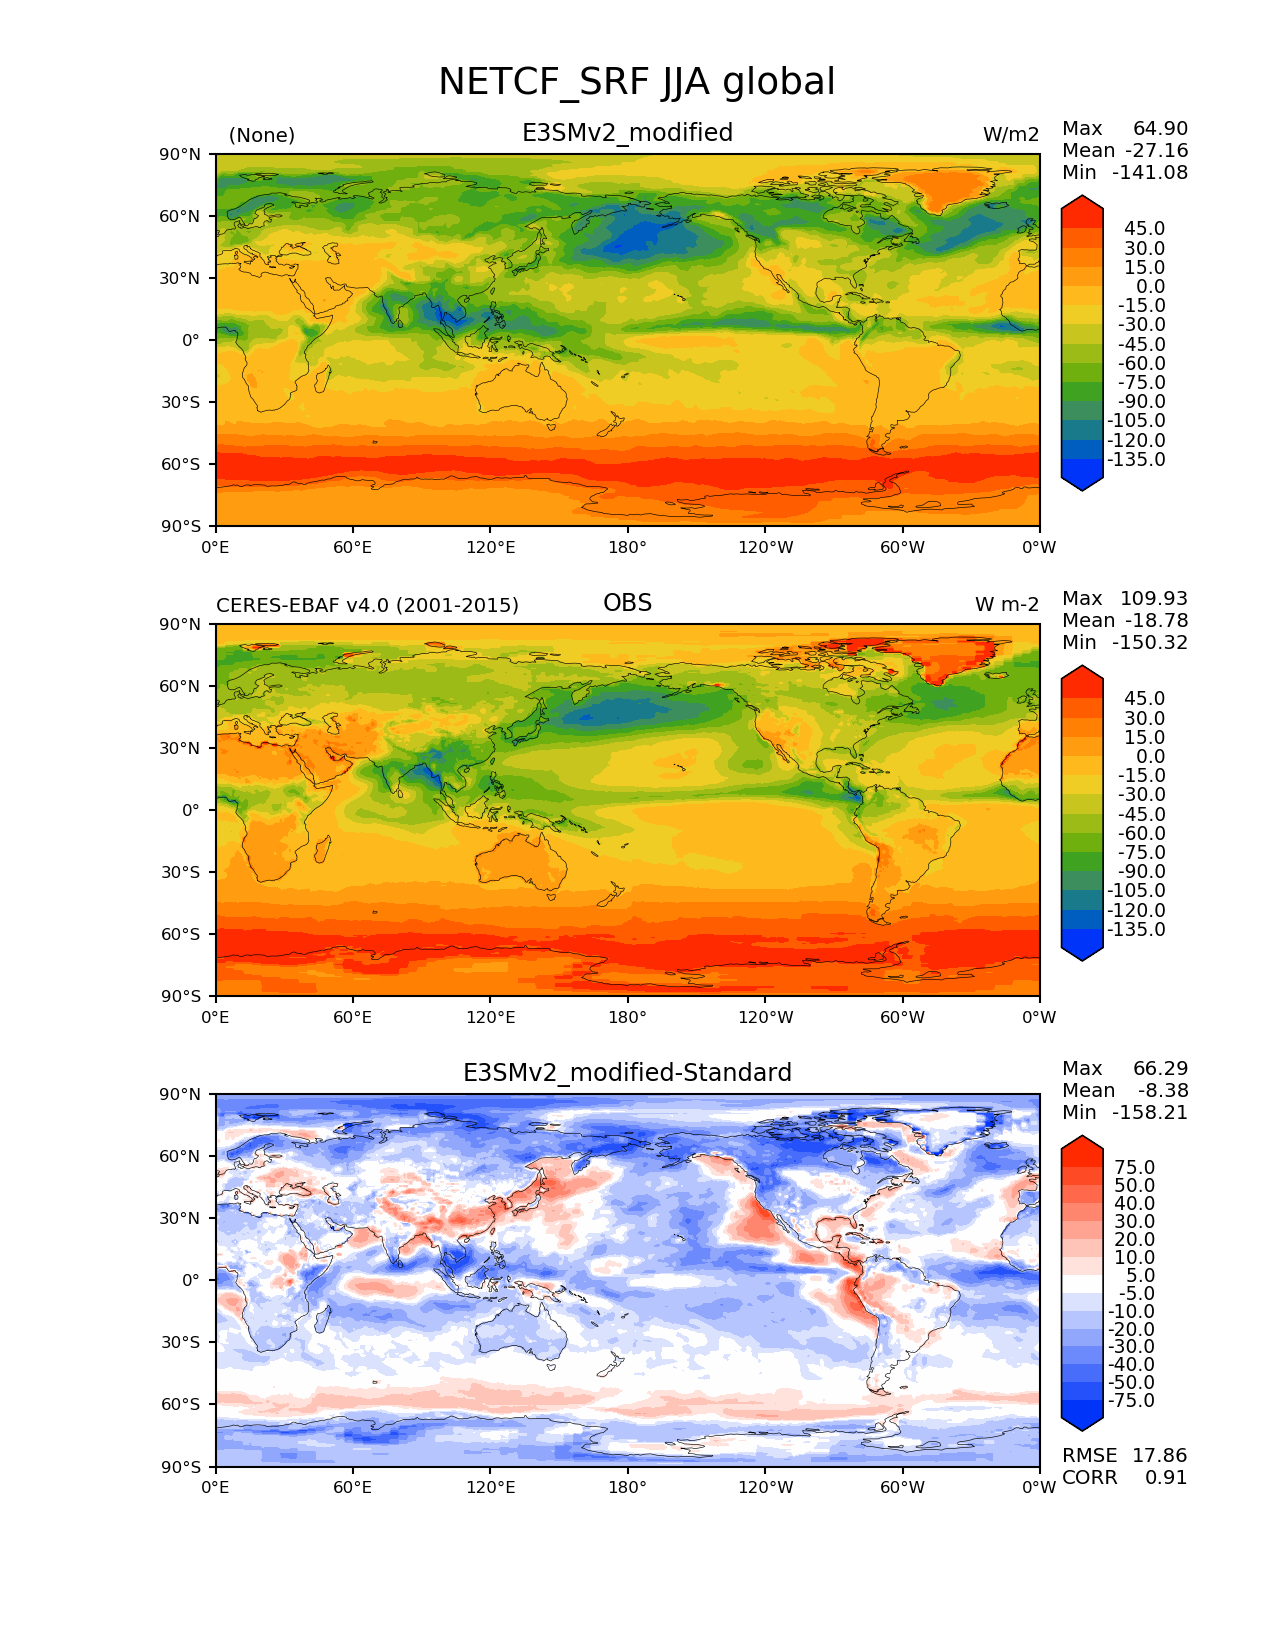 NETCF_SRF JJA global
(None) E3SMv2_modified W/m2
Max 64.90
Mean -27.16
Min -141.08
90°N
60°N
30°N
0°
30°S
60°S
90°S
0°E 60°E 120°E 180° 120°W 60°W 0°W
45.0
30.0
15.0
0.0
-15.0
-30.0
-45.0
-60.0
-75.0
-90.0
-105.0
-120.0
-135.0
CERES-EBAF v4.0 (2001-2015) OBS W m-2
Max 109.93
Mean -18.78
Min -150.32
90°N
60°N
30°N
0°
30°S
60°S
90°S
0°E 60°E 120°E 180° 120°W 60°W 0°W
45.0
30.0
15.0
0.0
-15.0
-30.0
-45.0
-60.0
-75.0
-90.0
-105.0
-120.0
-135.0
E3SMv2_modified-Standard
Max 66.29
Mean -8.38
Min -158.21
90°N
60°N
30°N
0°
30°S
60°S
90°S
0°E 60°E 120°E 180° 120°W 60°W 0°W
75.0
50.0
40.0
30.0
20.0
10.0
5.0
-5.0
-10.0
-20.0
-30.0
-40.0
-50.0
-75.0
RMSE 17.86
CORR 0.91